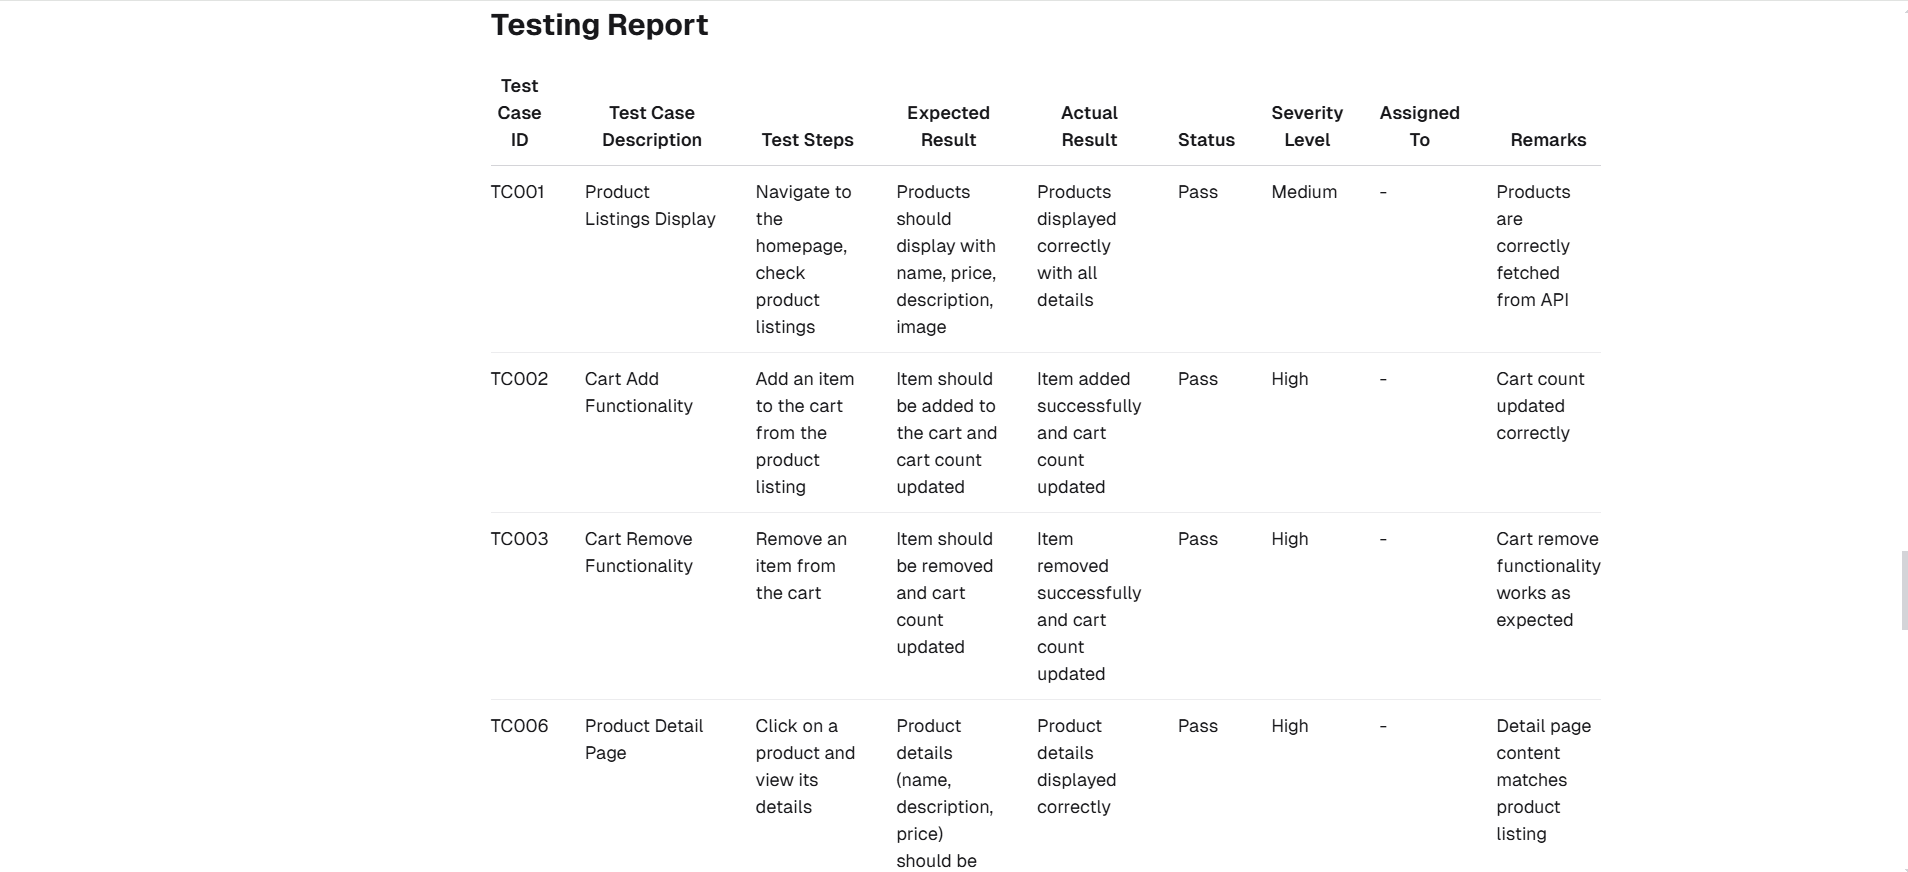 Testing Report
Test
Case
ID
Test Case
Description
Test Steps
Expected
Result
Actual
Result
Status
Severity
Level
Assigned
To
Remarks
TC001
Product
Listings Display
Navigate to
the
homepage,
check
product
listings
Products
should
display with
name, price,
description,
image
Products
displayed
correctly
with all
details
Pass
Medium
-
Products
are
correctly
fetched
from API
TC002
Cart Add
Functionality
Add an item
to the cart
from the
product
listing
Item should
be added to
the cart and
cart count
updated
Item added
successfully
and cart
count
updated
Pass
High
-
Cart count
updated
correctly
TC003
Cart Remove
Functionality
Remove an
item from
the cart
Item should
be removed
and cart
count
updated
Item
removed
successfully
and cart
count
updated
Pass
High
-
Cart remove
functionality
works as
expected
TC006
Product Detail
Page
Click on a
product and
view its
details
Product
details
(name,
description,
price)
should be
Product
details
displayed
correctly
Pass
High
-
Detail page
content
matches
product
listing